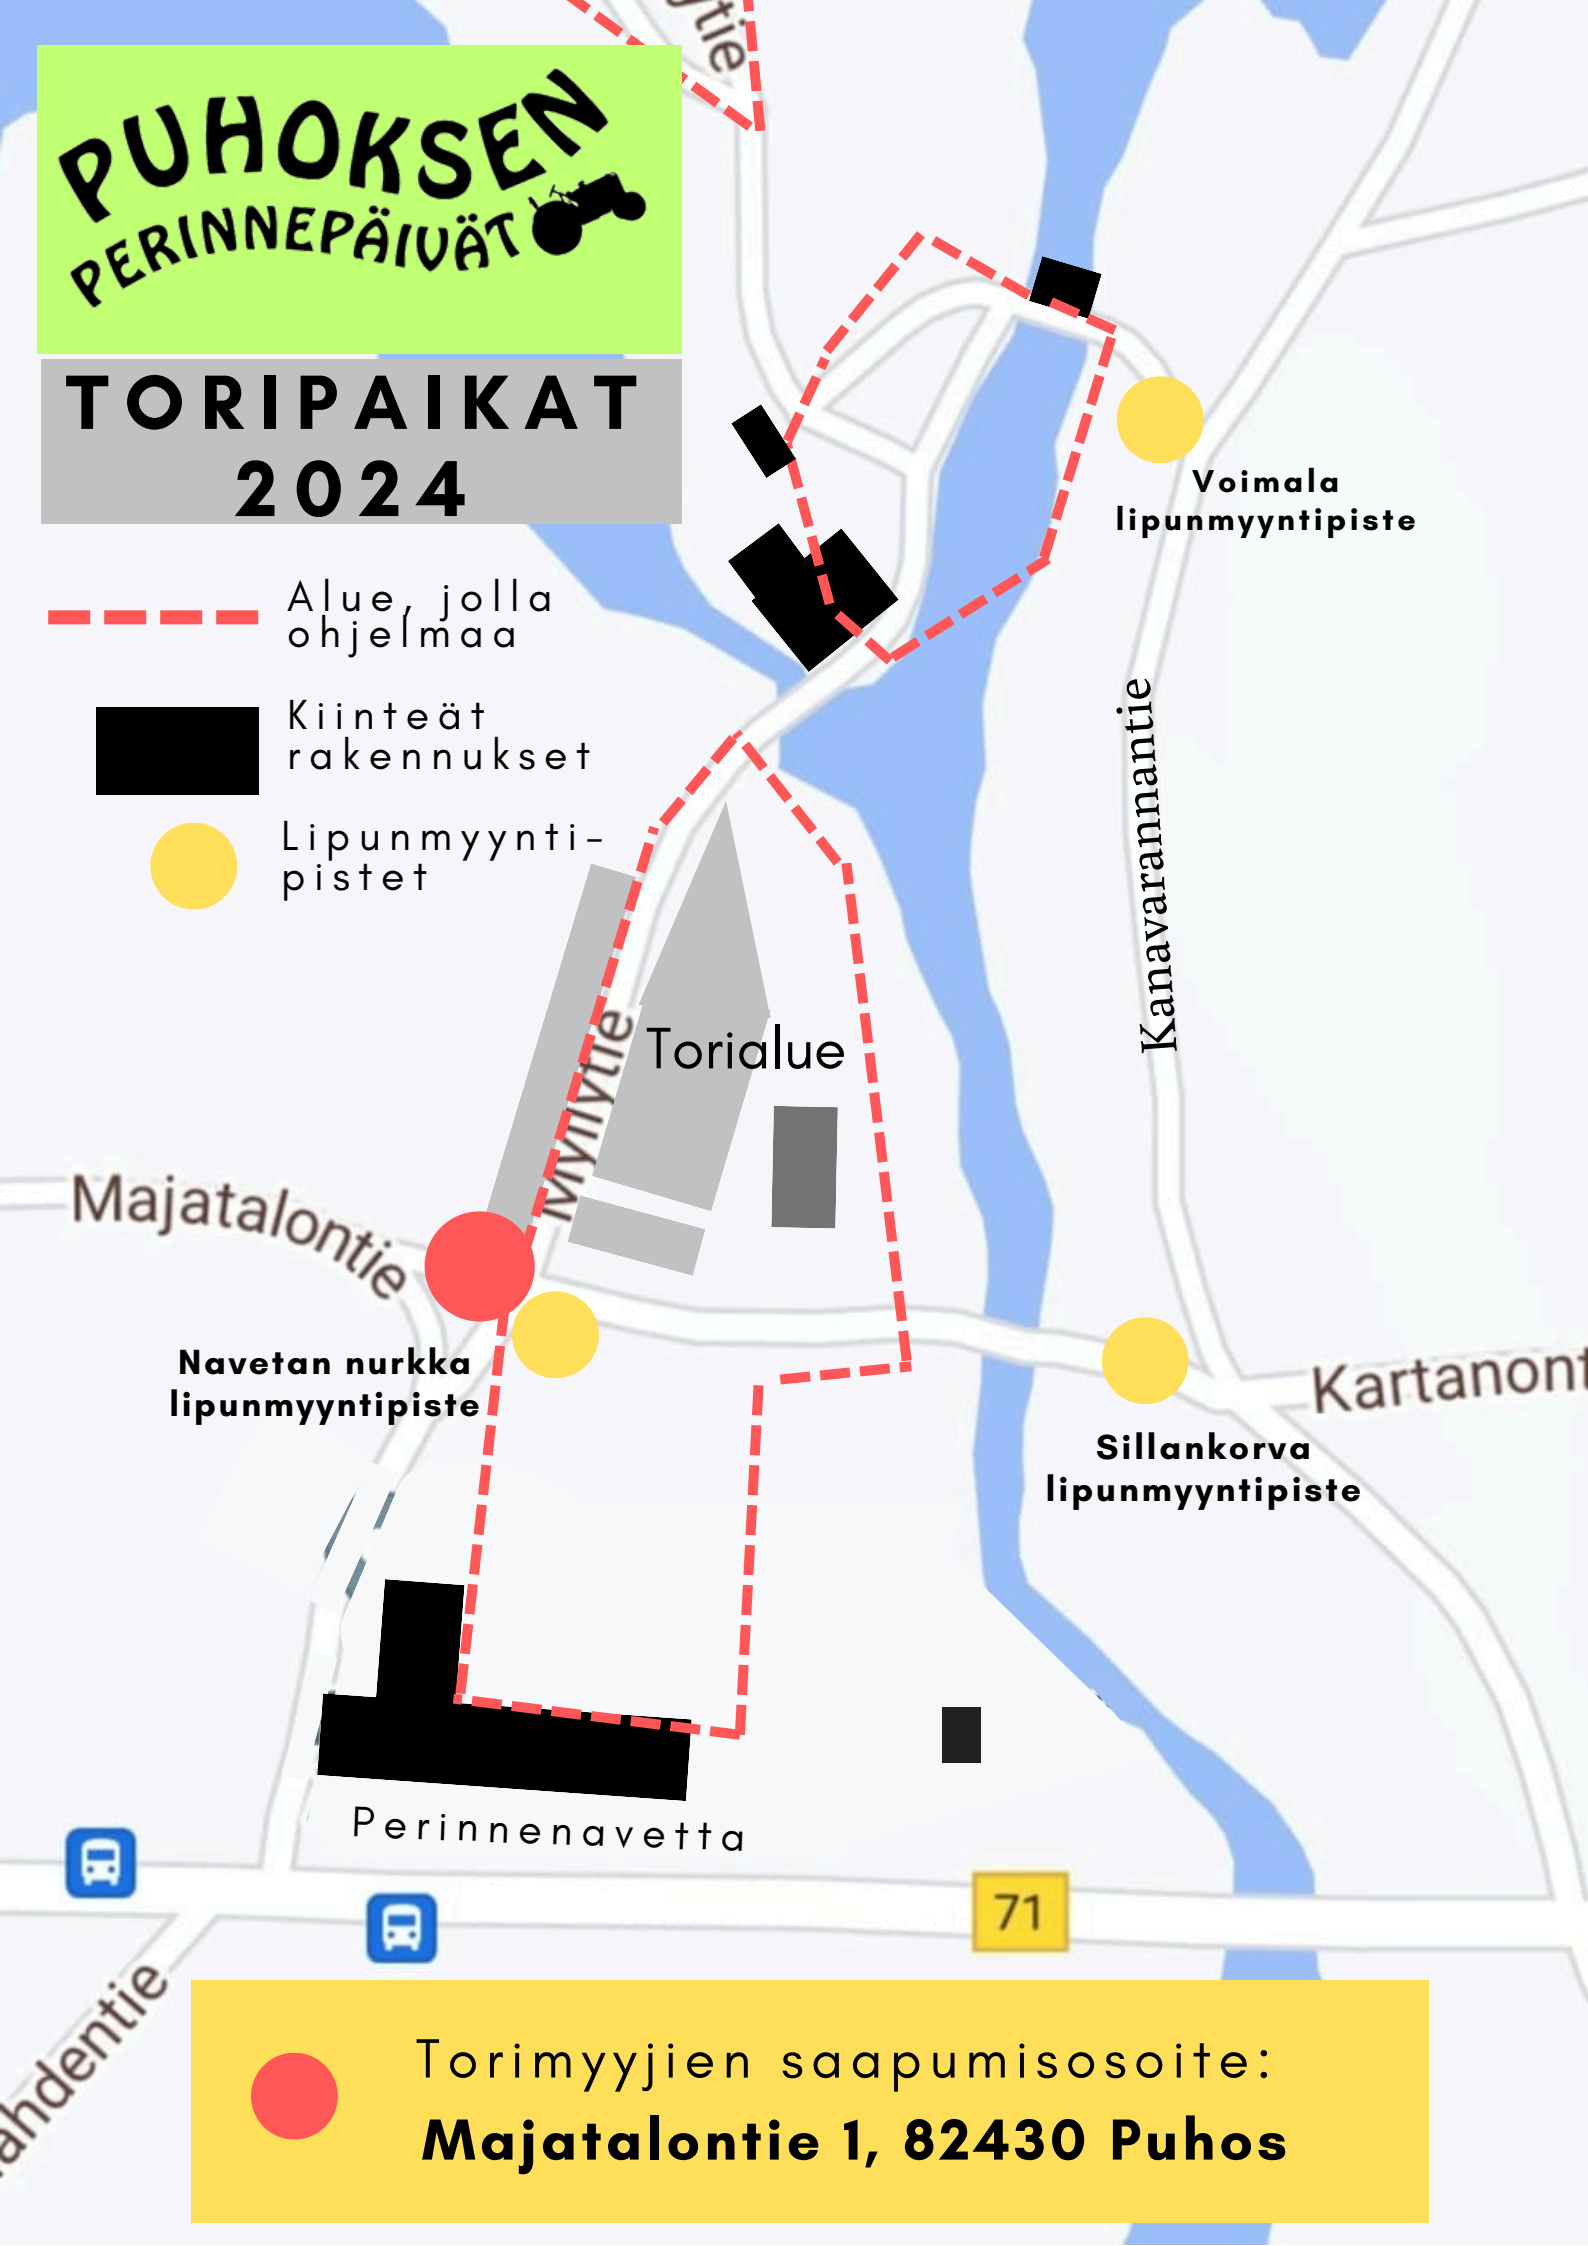 ytie
PUHOKSEN
PERINNEPÄIVÄT
TORIPAIKAT
2024
Alue, jolla
ohjelmaa
Kiinteät
rakennukset
Lipunmyynti-
pistet
Voimala
lipunmyyntipiste
Kanavarannantie
Torialue
Myllytie
Majatalontie
Navetan nurkka
lipunmyyntipiste
Kartanont
Sillankorva
lipunmyyntipiste
Perinnenavetta
71
ahdentie
Torimyyjien saapumisosoite:
Majatalontie 1, 82430 Puhos